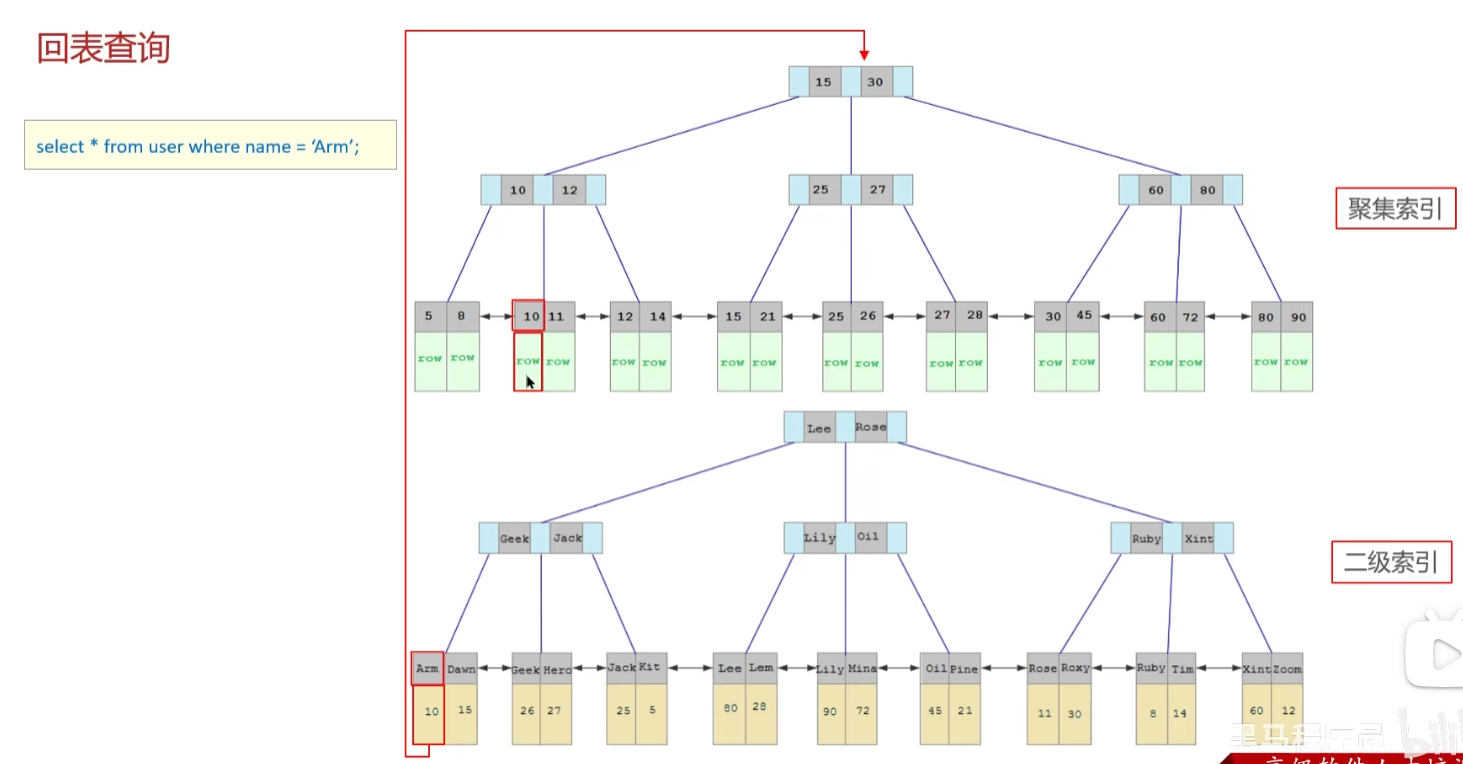 回表查询
select * from user where name = ‘Arm’;
15 30
10 12 25 27 60 80
聚集索引
5 8 10 11 12 14 15 21 25 26 27 28 30 45 60 72 80 90
row row row row row row row row row row row row row row row row row row
Lee Rose
Geek Jack Lily Oil Ruby Xint
二级索引
Arm Dawn Geek Hero Jack Kit Lee Lem Lily Mina Oil Pine Rose Roxy Ruby Tim Xint Zoom
10 15 26 27 25 5 80 28 90 72 45 21 11 30 8 14 60 12
黑马程序员